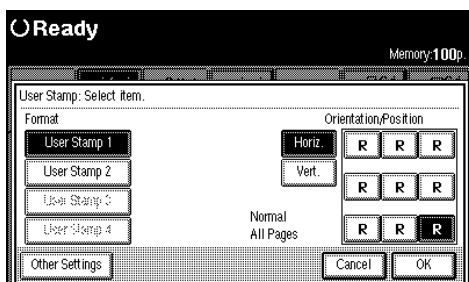 Ready
Memory:100p.
User Stamp: Select item.
Format
Orientation/Position
User Stamp 1
Horiz.
R R R
User Stamp 2
Vert.
R R R
User Stamp 3
Normal
User Stamp 4
All Pages
R R R
Other Settings
Cancel
OK